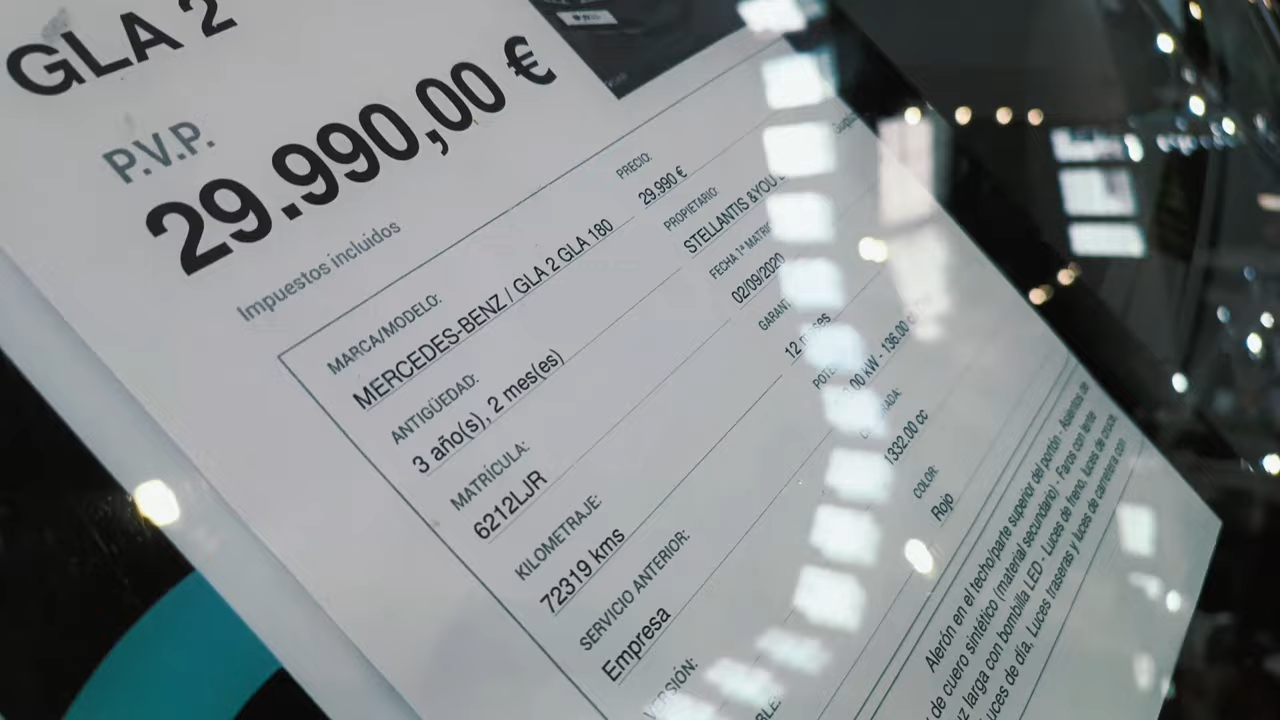 GLA 2
P.V.P.
29.990,00 €
Impuestos incluidos
MARCA/MODELO:
MERCEDES-BENZ / GLA 2 GLA 180
PRECIO:
29.990 €
ANTIGÜEDAD:
3 año(s), 2 mes(es)
PROPIETARIO:
STELLANTIS &YOU
MATRÍCULA:
6212LJR
FECHA 1ª
02/09/2020
KILOMETRAJE:
72319 kms
12
SERVICIO ANTERIOR:
Empresa
kW - 136.00
1332.00 cc
COLOR:
Rojo
Alerón en el techo/parte superior del portón - Asientos de
de cuero sintético (material secundario) - Faros con lente
larga con bombilla LED - Luces de freno, luces de cruce,
luces de día, Luces traseras y luces de carretera con